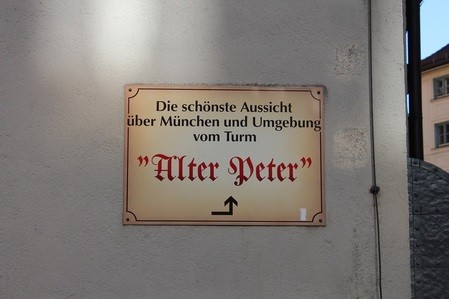 Die schönste Aussicht
über München und Umgebung
vom Turm
"Alter Peter"